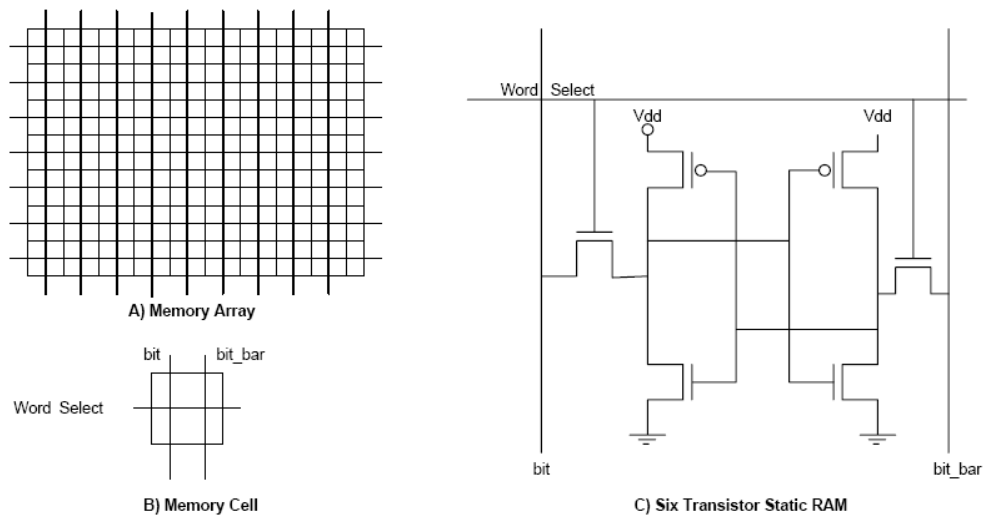 A) Memory Array
bit bit_bar
Word Select
B) Memory Cell
Word Select
Vdd Vdd
bit bit_bar
C) Six Transistor Static RAM